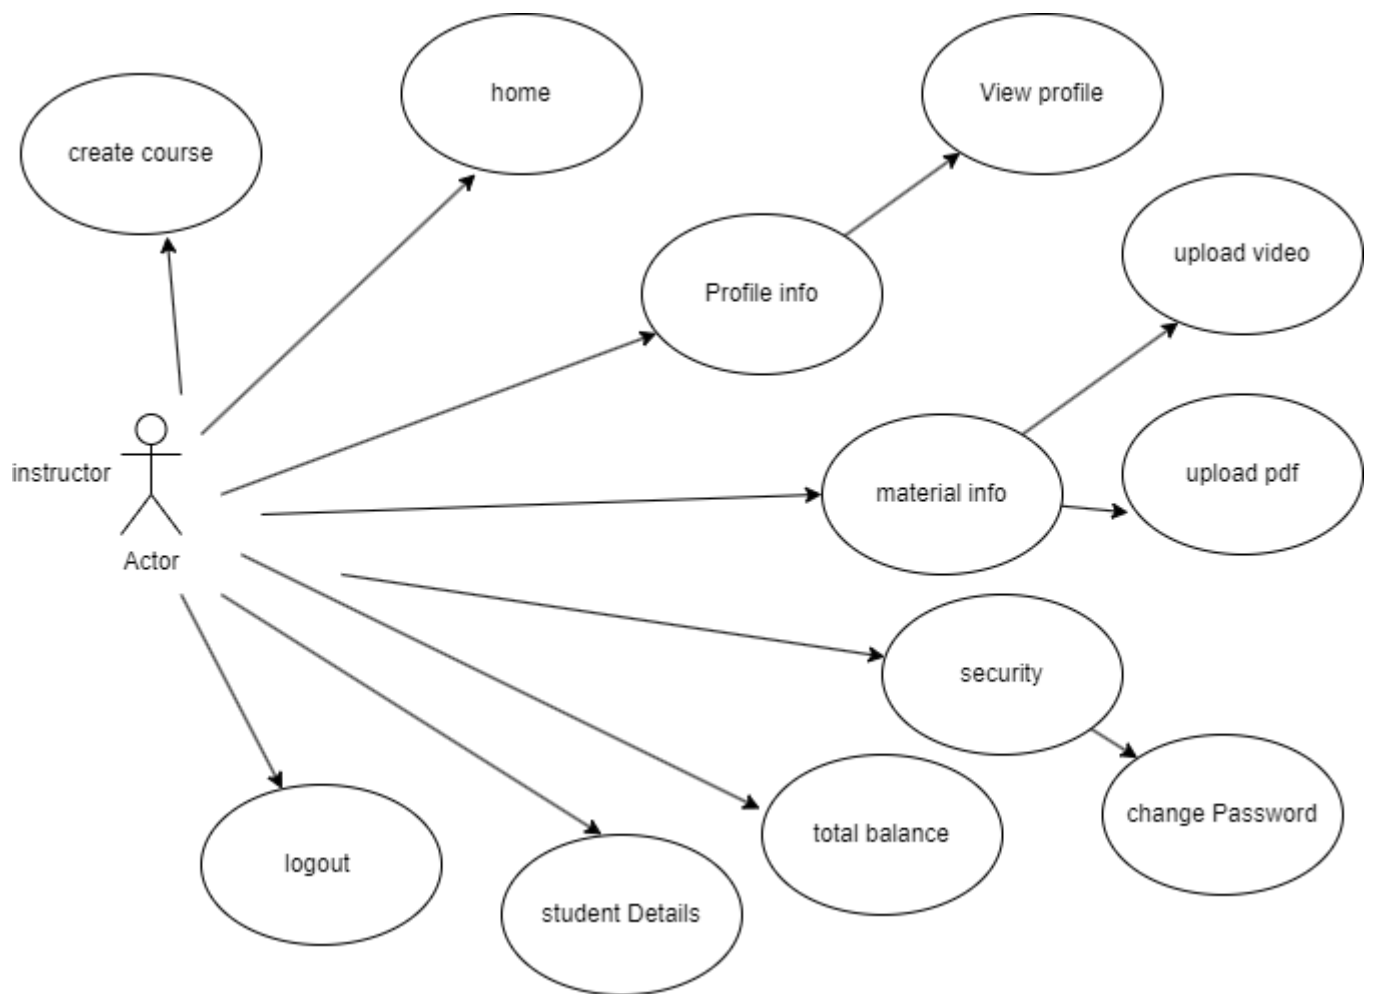 home
View profile
create course
upload video
Profile info
instructor
upload pdf
material info
Actor
security
change Password
total balance
logout
student Details